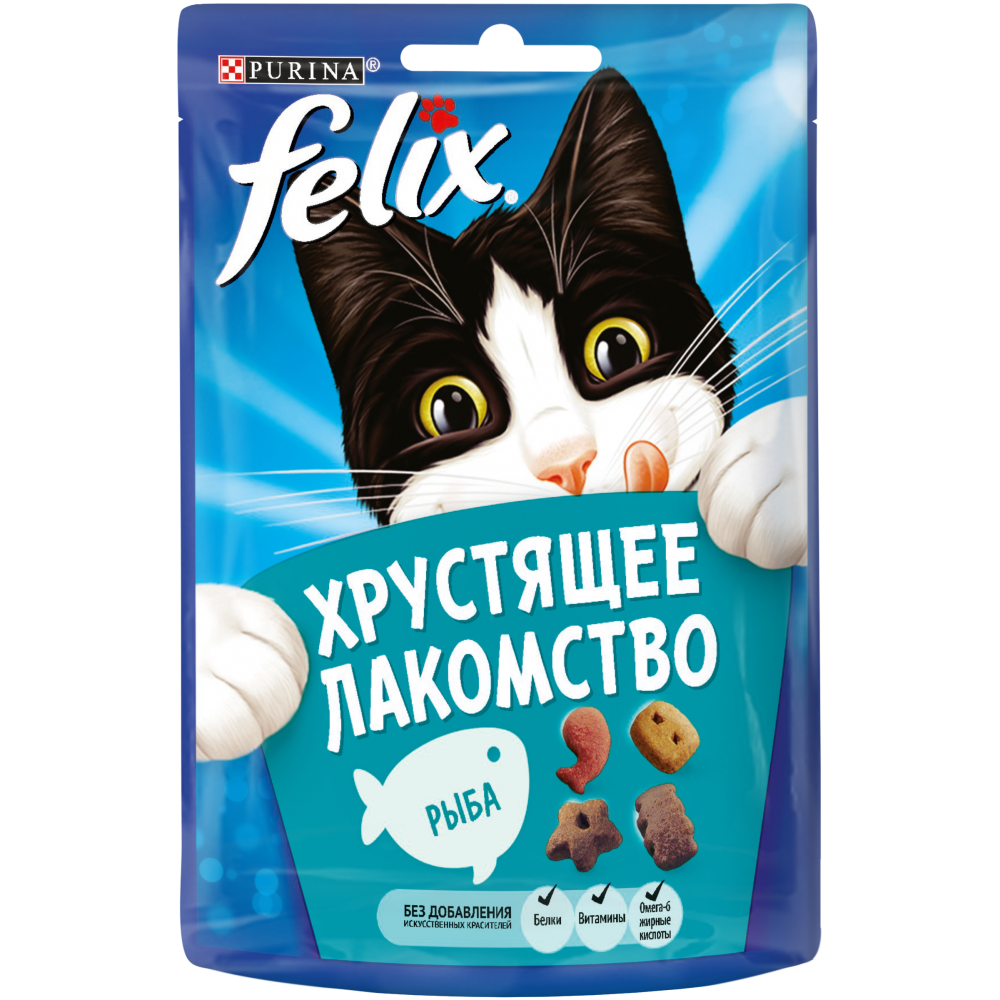 PURINA®
felix®
ХРУСТЯЩЕЕ
ЛАКОМСТВО
РЫБА
БЕЗ ДОБАВЛЕНИЯ
ИСКУССТВЕННЫХ КРАСИТЕЛЕЙ
Белки
Витамины
Омега-6
жирные
кислоты